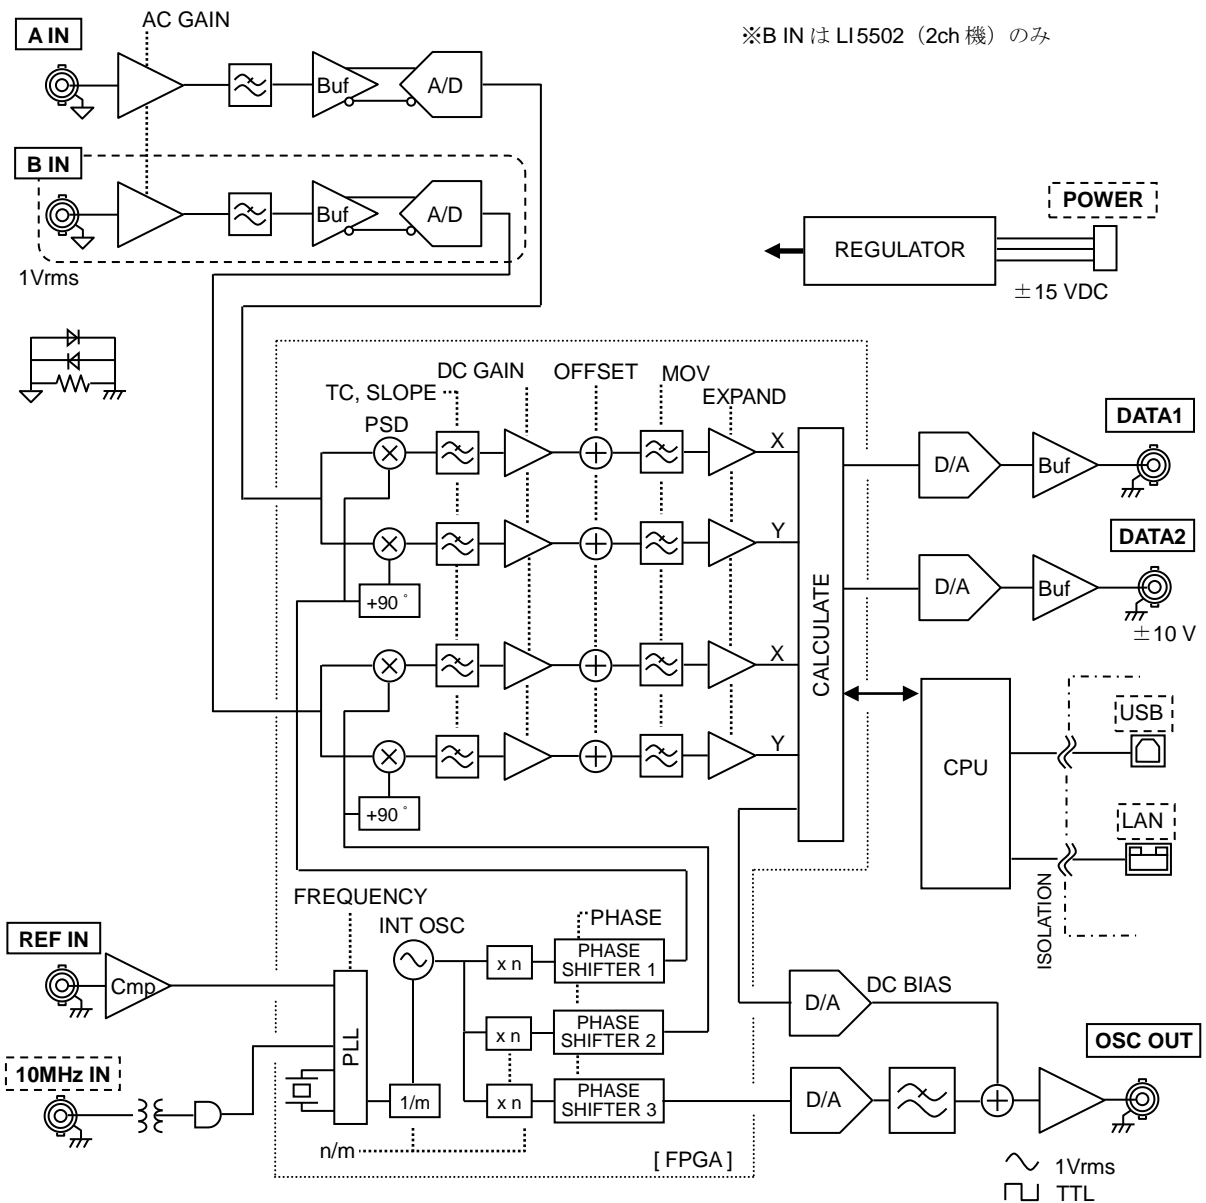 AC GAIN
A IN
Buf
A/D
※B IN は LI5502（2ch 機）のみ
B IN
Buf
A/D
1Vrms
POWER
REGULATOR
±15 VDC
DC GAIN
OFFSET
MOV
TC, SLOPE
EXPAND
PSD
X
Y
+90°
X
Y
+90°
CALCULATE
DATA1
D/A
Buf
DATA2
D/A
Buf
±10 V
CPU
USB
LAN
ISOLATION
FREQUENCY
INT OSC
PHASE
REF IN
Cmp
x n
PHASE
SHIFTER 1
x n
PHASE
SHIFTER 2
PLL
10MHz IN
1/m
x n
PHASE
SHIFTER 3
n/m
[ FPGA ]
D/A
DC BIAS
OSC OUT
D/A
1Vrms
TTL